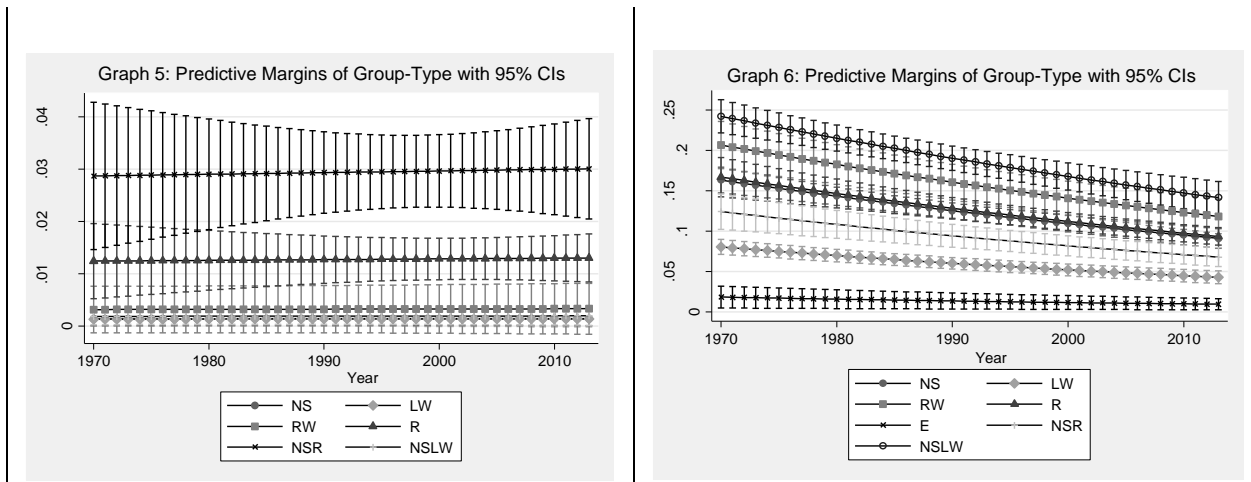 Graph 5: Predictive Margins of Group-Type with 95% CIs
.04
.03
.02
.01
0
1970 1980 1990 2000 2010
Year
NS LW
RW R
NSR NSLW
Graph 6: Predictive Margins of Group-Type with 95% CIs
.25
.2
.15
.1
.05
0
1970 1980 1990 2000 2010
Year
NS LW
RW R
E NSR
NSLW